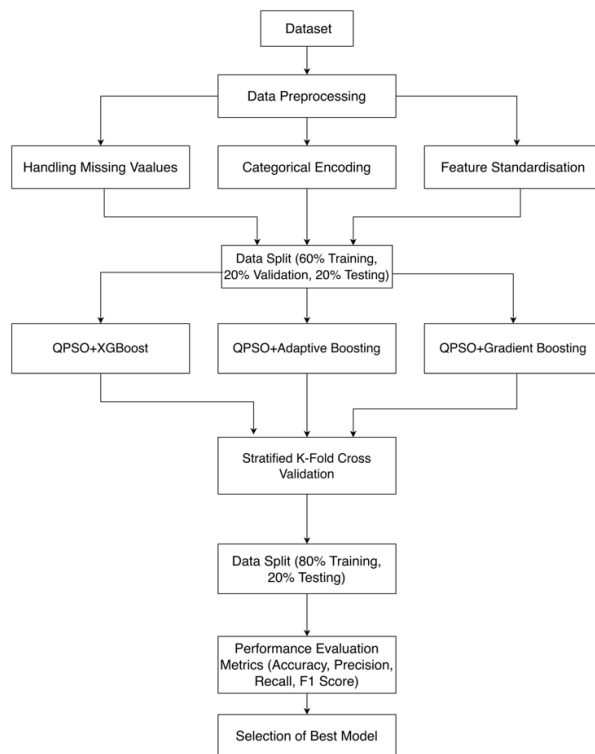 Dataset
Data Preprocessing
Handling Missing Vaalues
Categorical Encoding
Feature Standardisation
Data Split (60% Training,
20% Validation, 20% Testing)
QPSO+XGBoost
QPSO+Adaptive Boosting
QPSO+Gradient Boosting
Stratified K-Fold Cross
Validation
Data Split (80% Training,
20% Testing)
Performance Evaluation
Metrics (Accuracy, Precision,
Recall, F1 Score)
Selection of Best Model